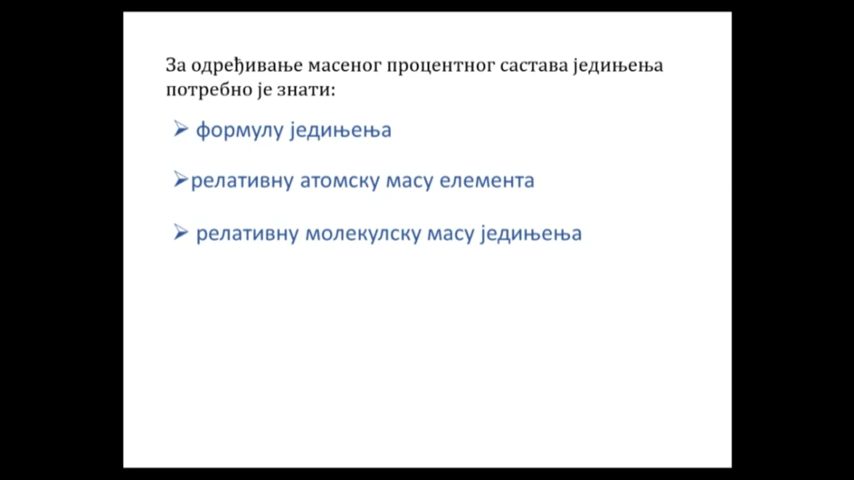 За одређивање масеног процентног састава једињења
потребно је знати:
➢ формулу једињења
➢релативну атомску масу елемента
➢ релативну молекулску масу једињења